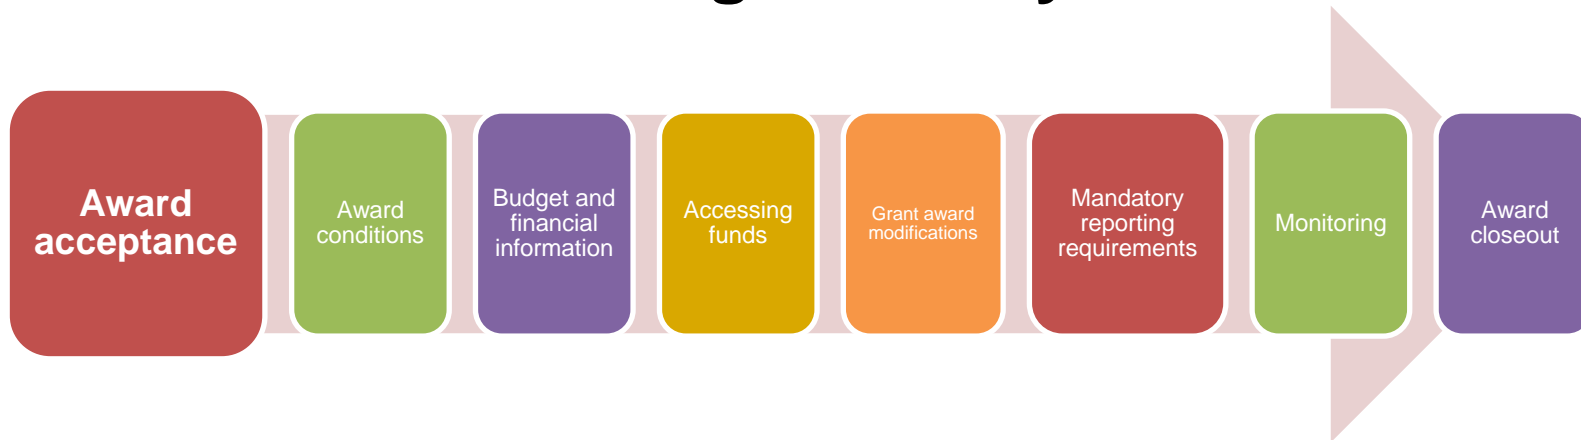 Award
acceptance
Award
conditions
Budget and
financial
information
Accessing
funds
Grant award
modifications
Mandatory
reporting
requirements
Monitoring
Award
closeout